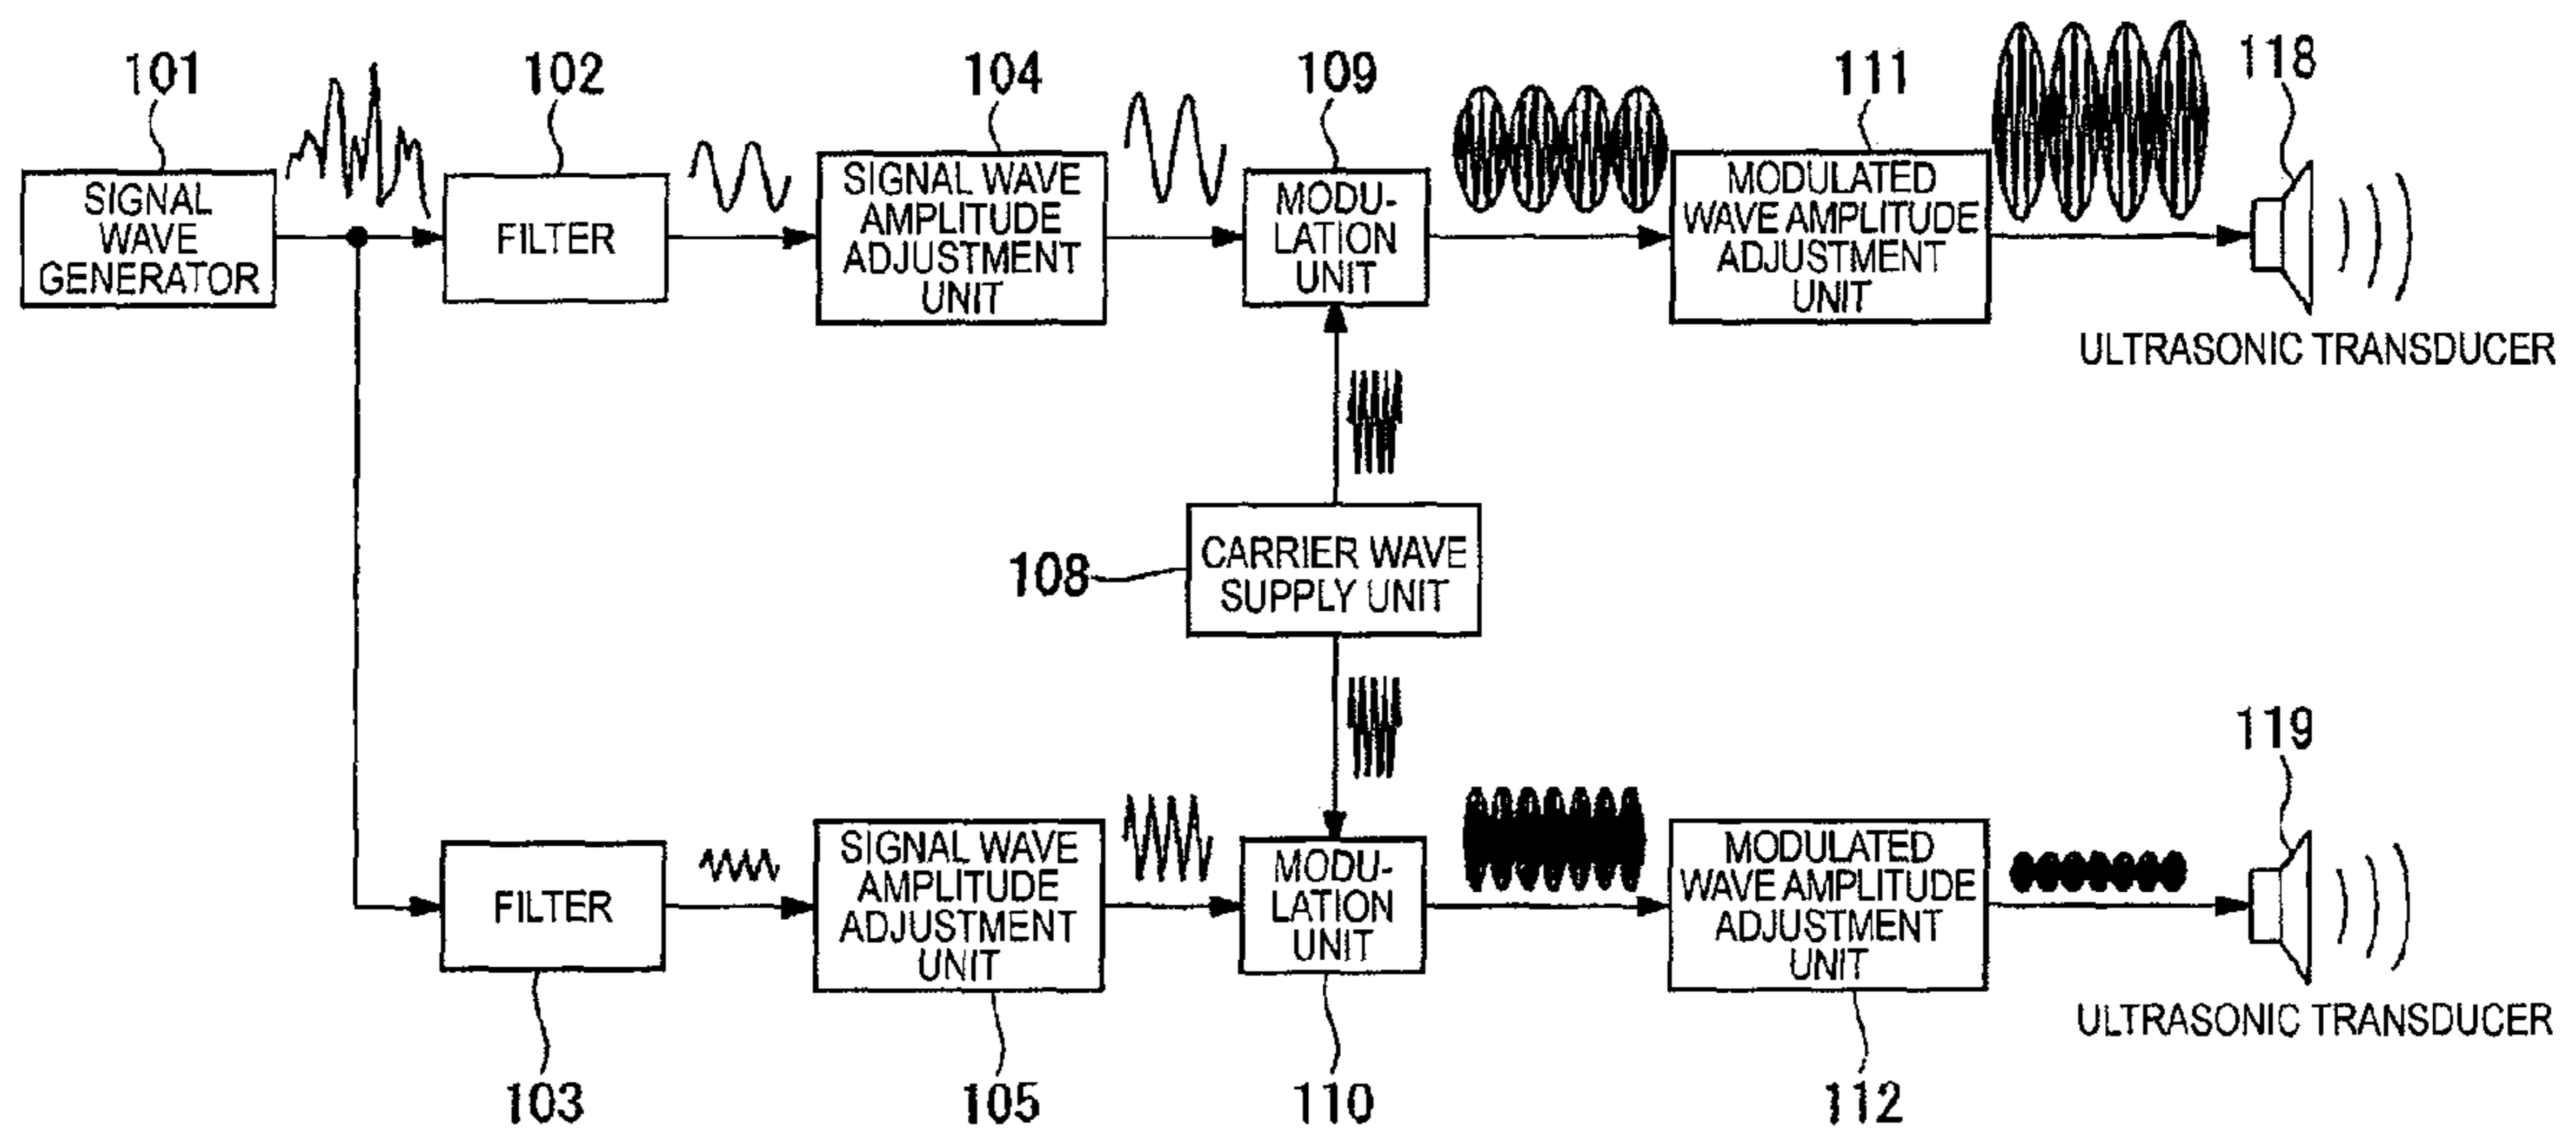 101
102
104
109
111
118
SIGNAL
WAVE
GENERATOR
FILTER
SIGNAL WAVE
AMPLITUDE
ADJUSTMENT
UNIT
MODU-
LATION
UNIT
MODULATED
WAVE AMPLITUDE
ADJUSTMENT
UNIT
ULTRASONIC TRANSDUCER
108
CARRIER WAVE
SUPPLY UNIT
119
FILTER
SIGNAL WAVE
AMPLITUDE
ADJUSTMENT
UNIT
MODU-
LATION
UNIT
MODULATED
WAVE AMPLITUDE
ADJUSTMENT
UNIT
ULTRASONIC TRANSDUCER
103
105
110
112